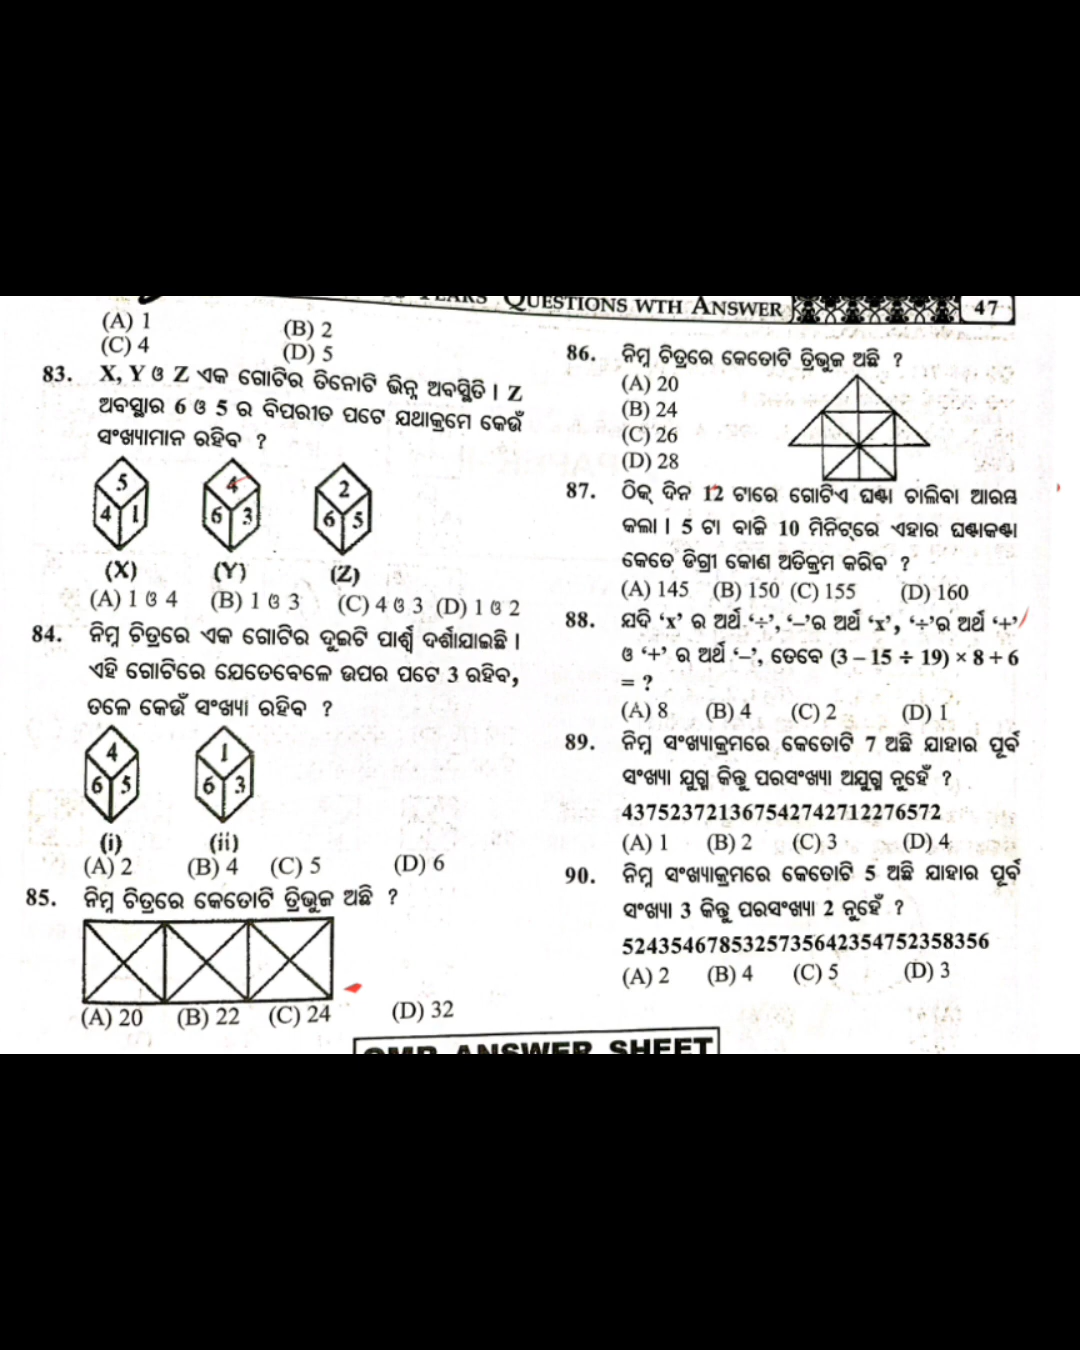 QUESTIONS WTH ANSWER 47
(A) 1 (B) 2
(C) 4 (D) 5
83. X, Y ଓ Z ଏକ ଗୋଟିର ତିନୋଟି ଭିନ୍ନ ଅବସ୍ଥିତି । Z
ଅବସ୍ଥାର 6 ଓ 5 ର ବିପରୀତ ପଟେ ଯଥାକ୍ରମେ କେଉଁ
ସଂଖ୍ୟାମାନ ରହିବ ?
5 4 1
4 6 3
2 6 5
(X) (Y) (Z)
(A) 1 ଓ 4 (B) 1 ଓ 3 (C) 4 ଓ 3 (D) 1 ଓ 2
84. ନିମ୍ନ ଚିତ୍ରରେ ଏକ ଗୋଟିର ଦୁଇଟି ପାର୍ଶ୍ଵ ଦର୍ଶାଯାଇଛି ।
ଏହି ଗୋଟିରେ ଯେତେବେଳେ ଉପର ପଟେ 3 ରହିବ,
ତଳେ କେଉଁ ସଂଖ୍ୟା ରହିବ ?
4 6 5
1 6 3
(i) (ii)
(A) 2 (B) 4 (C) 5 (D) 6
85. ନିମ୍ନ ଚିତ୍ରରେ କେତୋଟି ତ୍ରିଭୁଜ ଅଛି ?
(A) 20 (B) 22 (C) 24 (D) 32
86. ନିମ୍ନ ଚିତ୍ରରେ କେତୋଟି ତ୍ରିଭୁଜ ଅଛି ?
(A) 20
(B) 24
(C) 26
(D) 28
87. ଠିକ୍ ଦିନ 12 ଟାରେ ଗୋଟିଏ ଘଣ୍ଟା ଚାଲିବା ଆରମ୍ଭ
କଲା । 5 ଟା ବାଜି 10 ମିନିଟ୍‌ରେ ଏହାର ଘଣ୍ଟାକଣ୍ଟା
କେତେ ଡିଗ୍ରୀ କୋଣ ଅତିକ୍ରମ କରିବ ?
(A) 145 (B) 150 (C) 155 (D) 160
88. ଯଦି ‘x’ ର ଅର୍ଥ ‘÷’, ‘–’ର ଅର୍ଥ ‘x’, ‘÷’ର ଅର୍ଥ ‘+’
ଓ ‘+’ ର ଅର୍ଥ ‘–’, ତେବେ (3 – 15 ÷ 19) × 8 + 6
= ?
(A) 8 (B) 4 (C) 2 (D) 1
89. ନିମ୍ନ ସଂଖ୍ୟାକ୍ରମରେ କେତୋଟି 7 ଅଛି ଯାହାର ପୂର୍ବ
ସଂଖ୍ୟା ଯୁଗ୍ମ କିନ୍ତୁ ପରସଂଖ୍ୟା ଅଯୁଗ୍ମ ନୁହେଁ ?
43752372136754274271227​6572
(A) 1 (B) 2 (C) 3 (D) 4
90. ନିମ୍ନ ସଂଖ୍ୟାକ୍ରମରେ କେତୋଟି 5 ଅଛି ଯାହାର ପୂର୍ବ
ସଂଖ୍ୟା 3 କିନ୍ତୁ ପରସଂଖ୍ୟା 2 ନୁହେଁ ?
5243546785325735642354752358356
(A) 2 (B) 4 (C) 5 (D) 3
OMR ANSWER SHEET